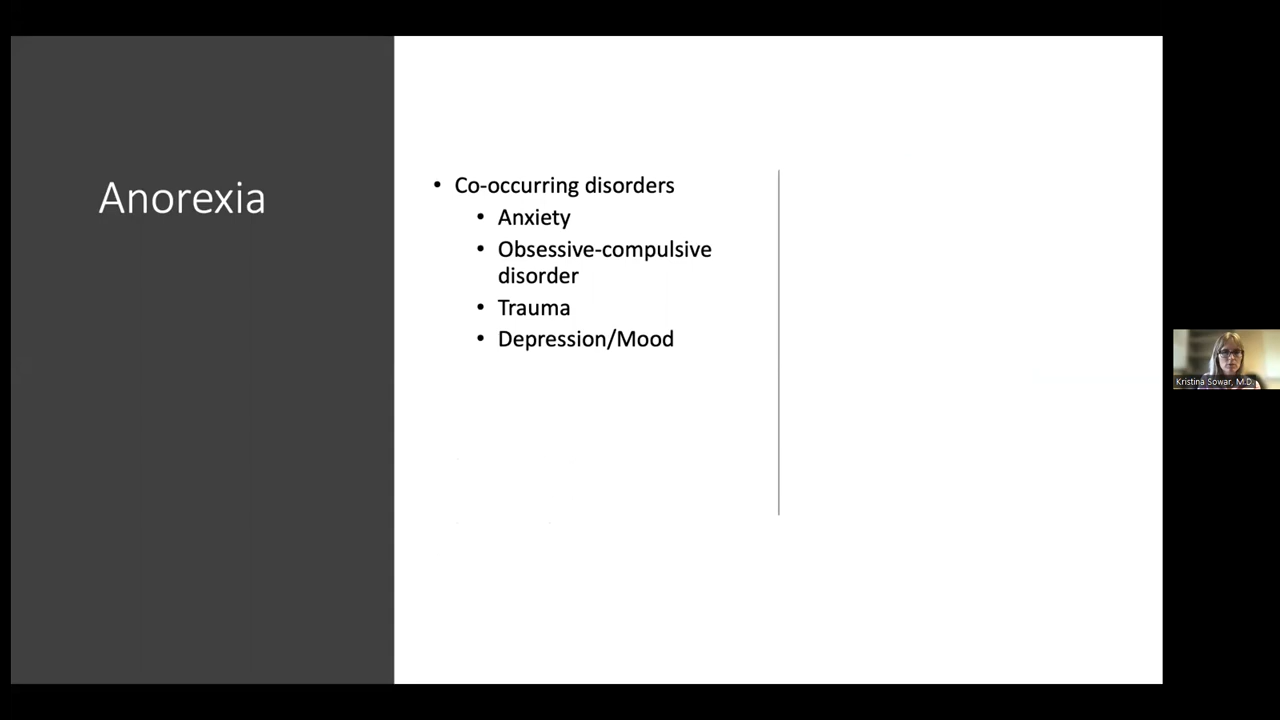 Anorexia
• Co-occurring disorders
• Anxiety
• Obsessive-compulsive
disorder
• Trauma
• Depression/Mood
Kristina Sowar, M.D.